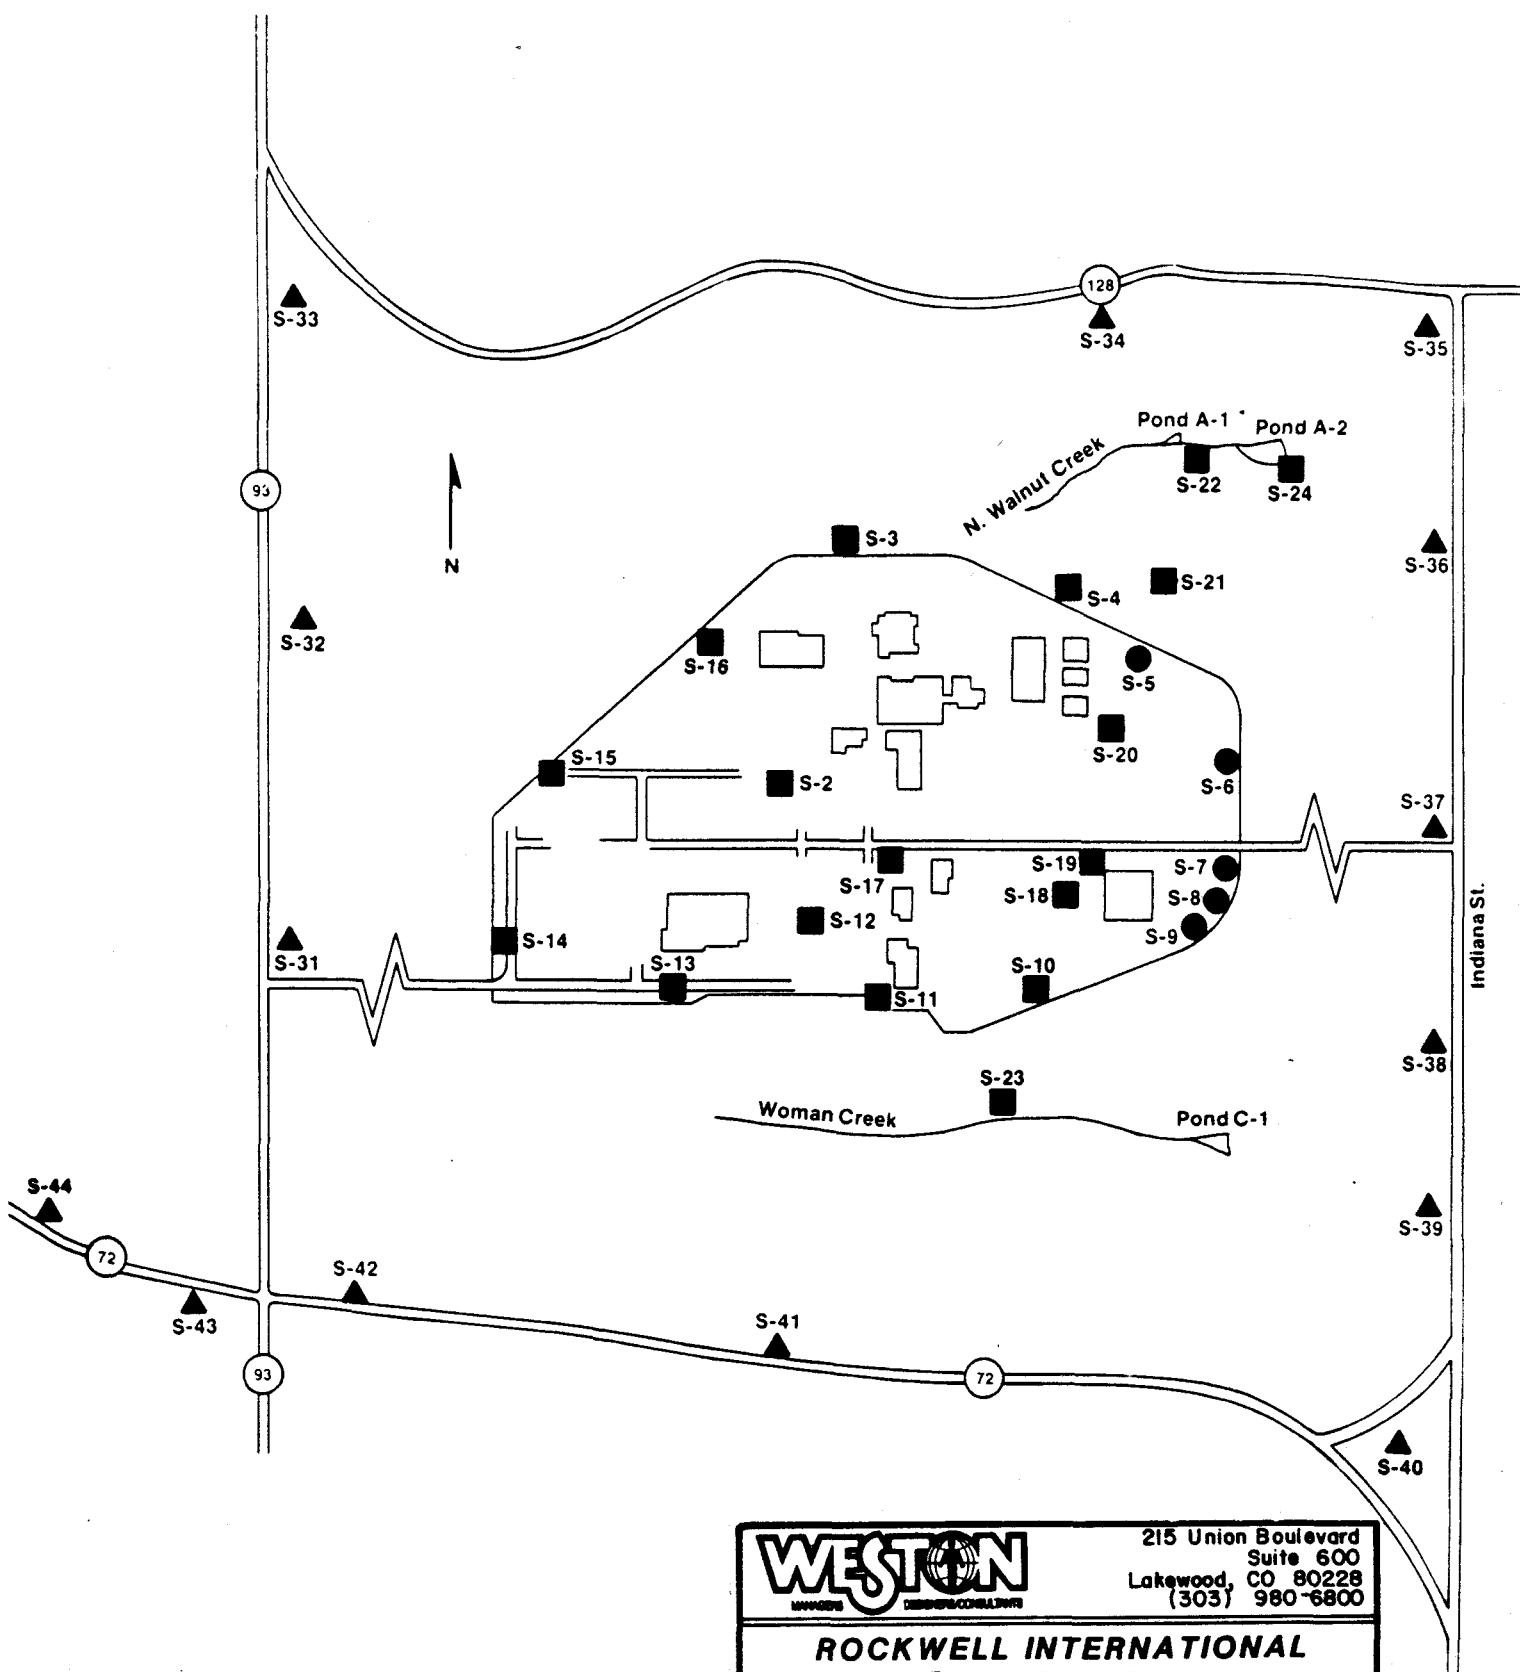 128
S-33
S-34
S-35
Pond A-1
Pond A-2
N. Walnut Creek
S-22
S-24
93
S-3
S-36
N
S-4
S-21
S-32
S-16
S-5
S-20
S-15
S-2
S-6
S-37
S-19
S-7
S-17
S-18
S-8
S-12
S-9
Indiana St.
S-31
S-14
S-13
S-10
S-11
S-38
S-23
Woman Creek
Pond C-1
S-44
S-39
72
S-42
S-43
S-41
93
72
S-40
WESTON
MANAGERS DESIGNERS/CONSULTANTS
215 Union Boulevard
Suite 600
Lakewood, CO 80228
(303) 980-6800
ROCKWELL INTERNATIONAL